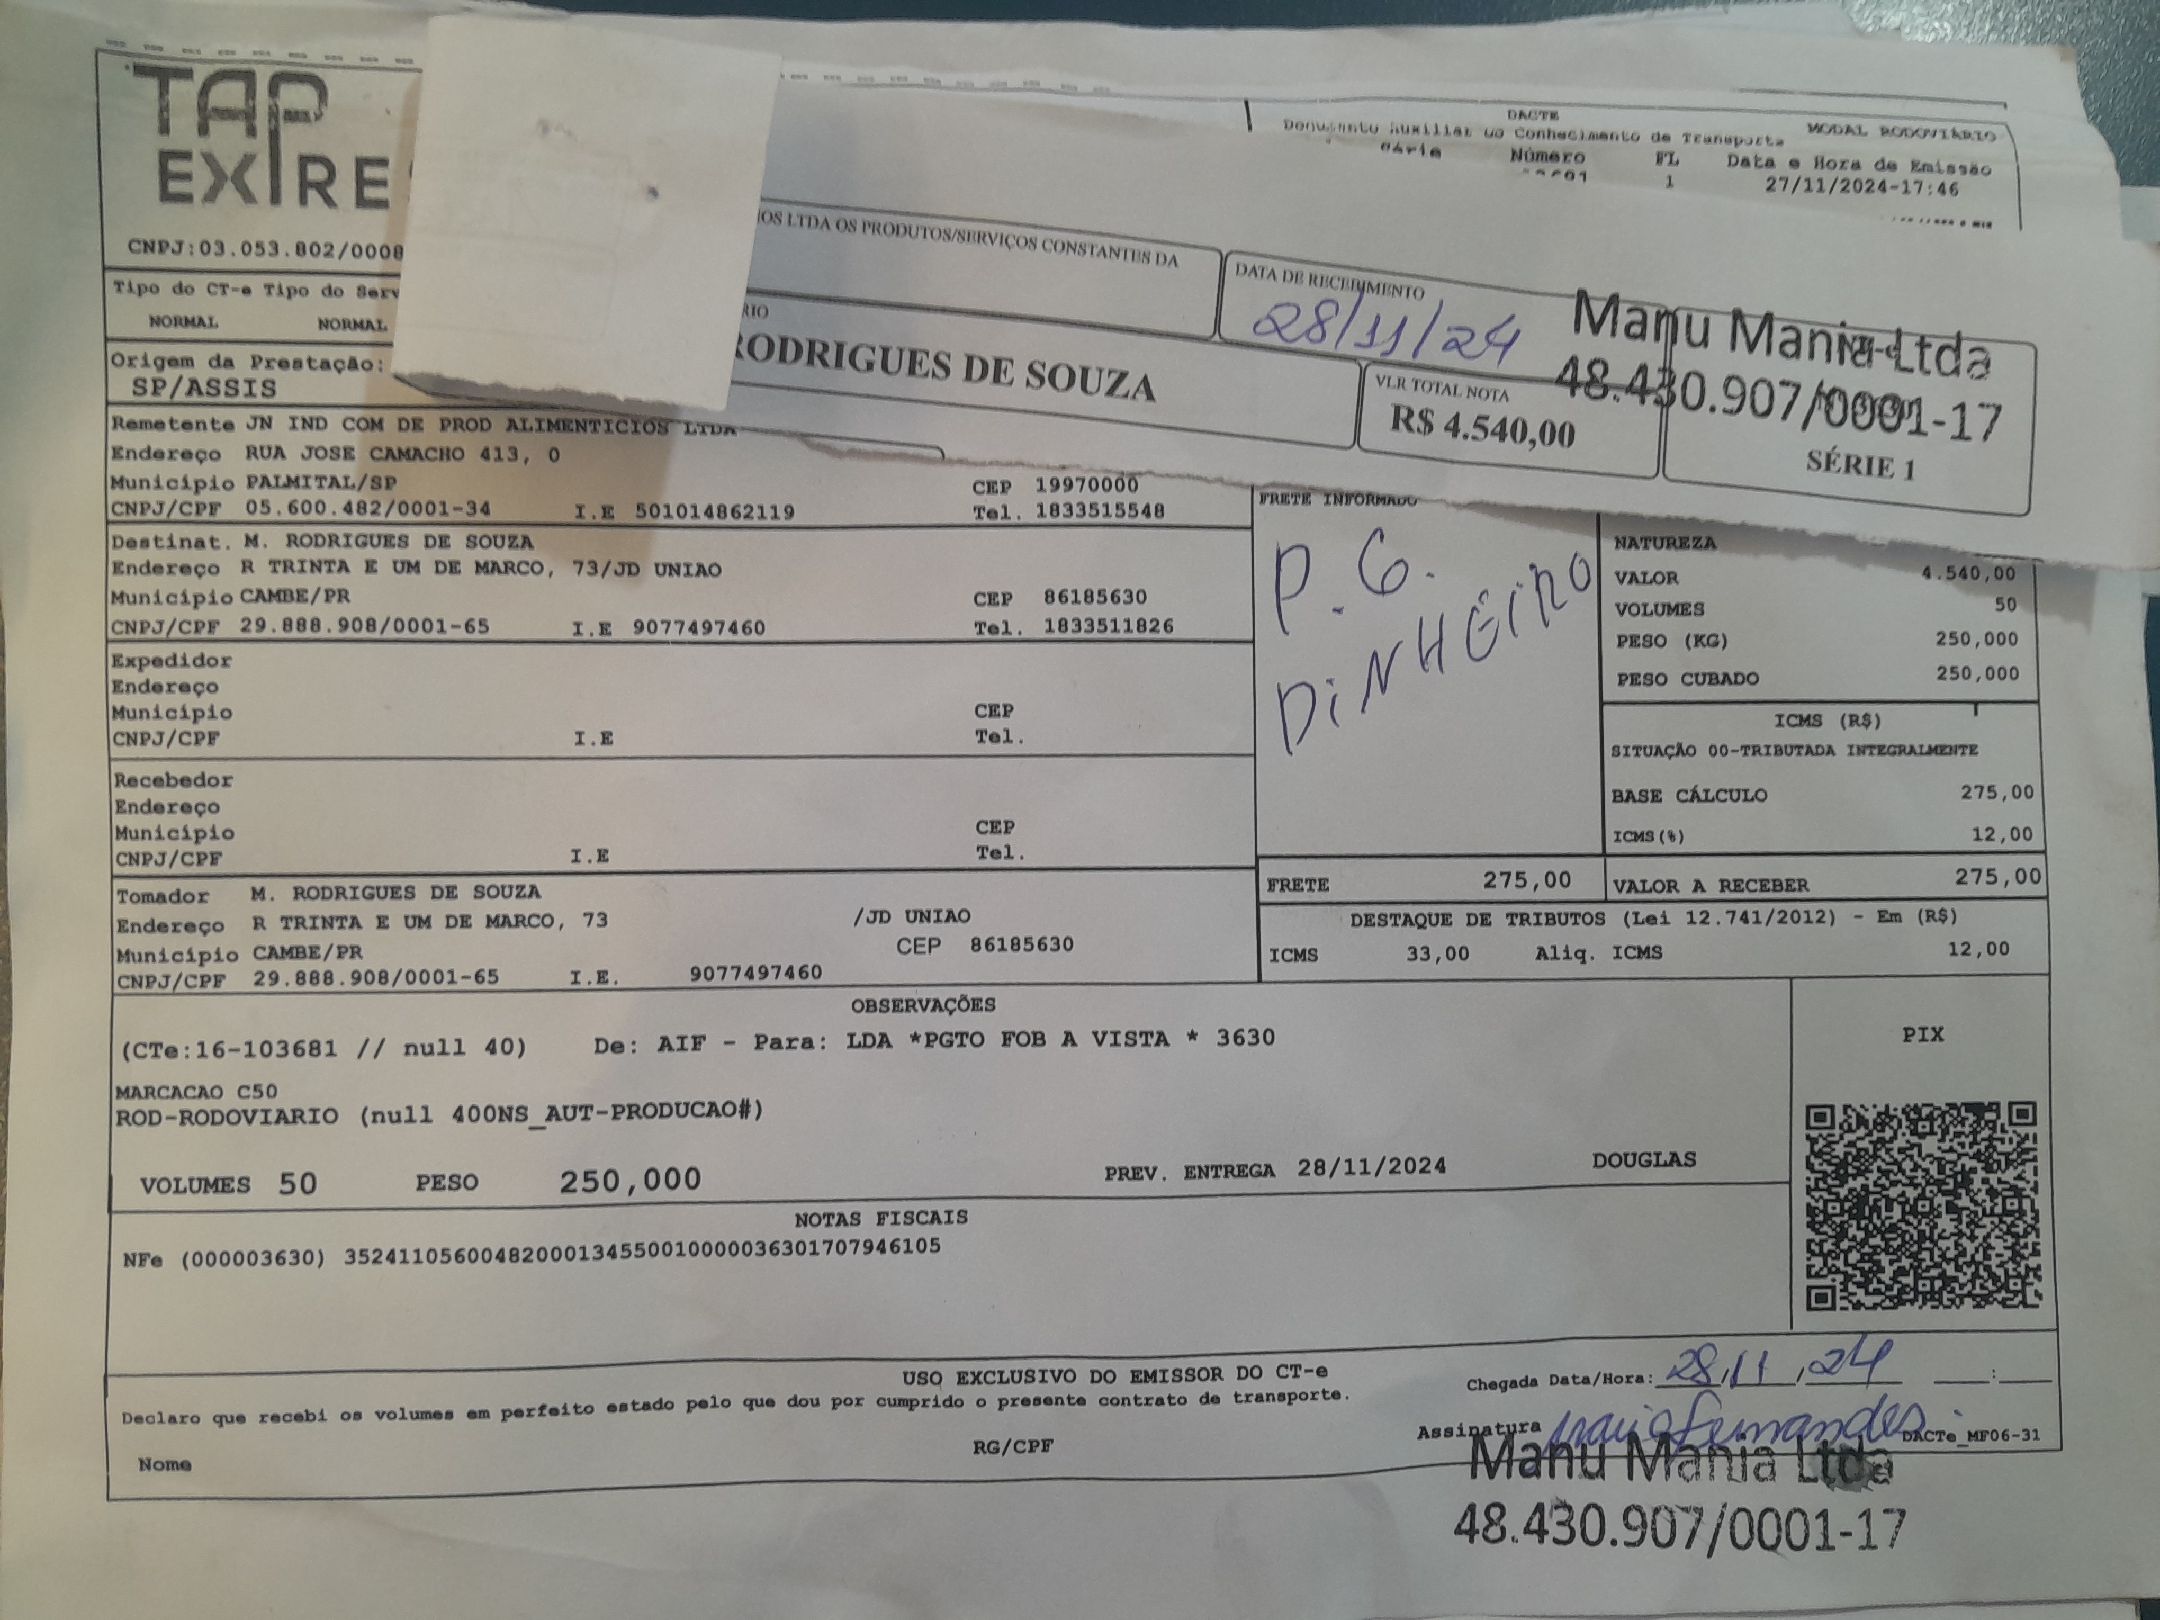 TAP
EXPRE
CNPJ:03.053.802/0008
DACTE
Documento Auxiliar do Conhecimento de Transporte
MODAL RODOVIÁRIO
Série Número FL Data e Hora de Emissão
1 27/11/2024-17:46
Tipo do CT-e Tipo do Serv
NORMAL NORMAL
Origem da Prestação:
SP/ASSIS
IOS LTDA OS PRODUTOS/SERVIÇOS CONSTANTES DA
DATA DE RECEBIMENTO
28/11/24
RIO
RODRIGUES DE SOUZA
VLR TOTAL NOTA
R$ 4.540,00
Manu Mania Ltda
48.430.907/0001-17
SÉRIE 1
Remetente JN IND COM DE PROD ALIMENTICIOS LTDA
Endereço RUA JOSE CAMACHO 413, 0
Município PALMITAL/SP CEP 19970000
CNPJ/CPF 05.600.482/0001-34 I.E 501014862119 Tel. 1833515548
Destinat. M. RODRIGUES DE SOUZA
Endereço R TRINTA E UM DE MARCO, 73/JD UNIAO
Município CAMBE/PR CEP 86185630
CNPJ/CPF 29.888.908/0001-65 I.E 9077497460 Tel. 1833511826
Expedidor
Endereço
Município CEP
CNPJ/CPF I.E Tel.
Recebedor
Endereço
Município CEP
CNPJ/CPF I.E Tel.
Tomador M. RODRIGUES DE SOUZA
Endereço R TRINTA E UM DE MARCO, 73 /JD UNIAO
Município CAMBE/PR CEP 86185630
CNPJ/CPF 29.888.908/0001-65 I.E. 9077497460
FRETE INFORMADO
P.G.
DINHEIRO
NATUREZA
VALOR 4.540,00
VOLUMES 50
PESO (KG) 250,000
PESO CUBADO 250,000
ICMS (R$)
SITUAÇÃO 00-TRIBUTADA INTEGRALMENTE
BASE CÁLCULO 275,00
ICMS(%) 12,00
FRETE 275,00 VALOR A RECEBER 275,00
DESTAQUE DE TRIBUTOS (Lei 12.741/2012) - Em (R$)
ICMS 33,00 Aliq. ICMS 12,00
OBSERVAÇÕES
(CTe:16-103681 // null 40) De: AIF - Para: LDA *PGTO FOB A VISTA * 3630
MARCACAO C50
ROD-RODOVIARIO (null 400NS_AUT-PRODUCAO#)
VOLUMES 50 PESO 250,000 PREV. ENTREGA 28/11/2024 DOUGLAS
PIX
NOTAS FISCAIS
NFe (000003630) 35241105600482000134550010000036301707946105
USO EXCLUSIVO DO EMISSOR DO CT-e
Declaro que recebi os volumes em perfeito estado pelo que dou por cumprido o presente contrato de transporte.
Chegada Data/Hora: 28/11/24 :
Nome RG/CPF Assinatura
DACTe_MF06-31
Manu Mania Ltda
48.430.907/0001-17